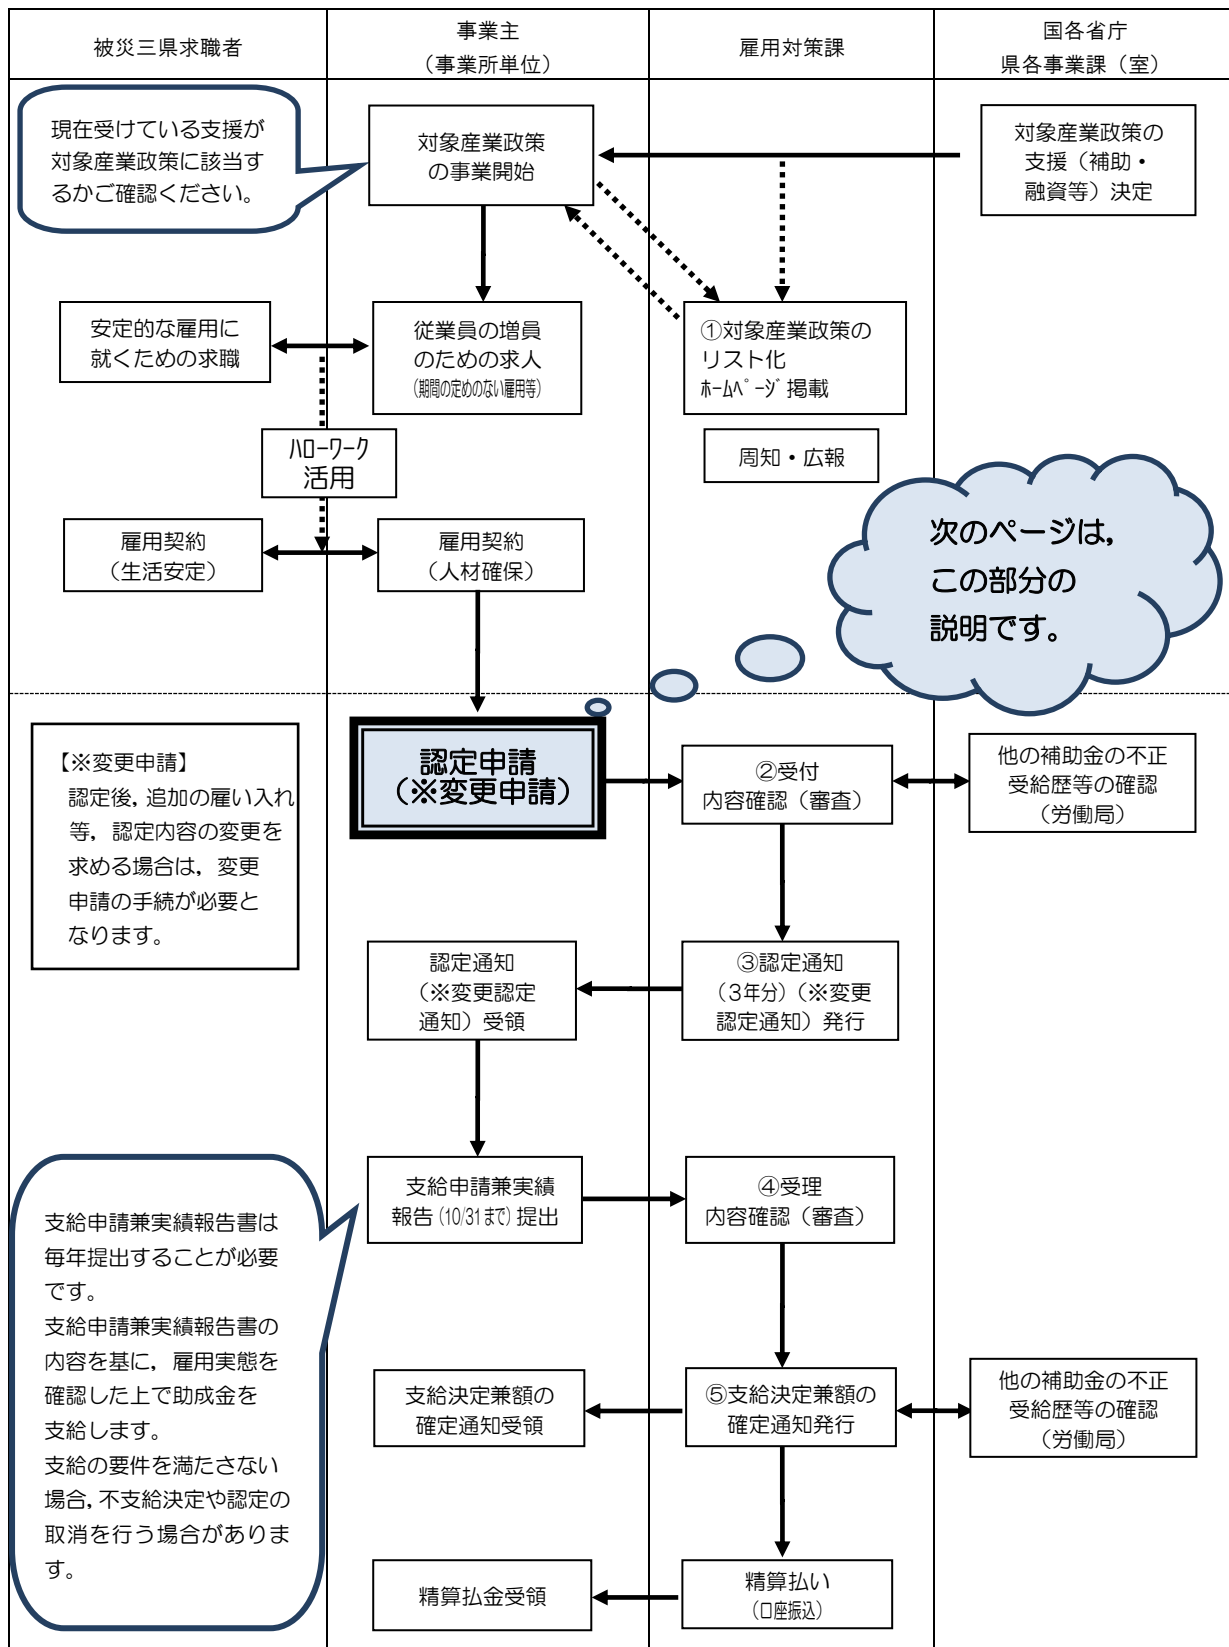 被災三県求職者
事業主
（事業所単位）
雇用対策課
国各省庁
県各事業課（室）
現在受けている支援が
対象産業政策に該当す
るかご確認ください。
対象産業政策
の事業開始
対象産業政策の
支援（補助・
融資等）決定
安定的な雇用に
就くための求職
従業員の増員
のための求人
（期間の定めのない雇用等）
①対象産業政策の
リスト化
ﾎｰﾑﾍﾟｰｼﾞ掲載
ﾊﾛｰﾜｰｸ
活用
周知・広報
雇用契約
（生活安定）
雇用契約
（人材確保）
次のページは，
この部分の
説明です。
【※変更申請】
認定後，追加の雇い入れ
等，認定内容の変更を
求める場合は，変更
申請の手続が必要と
なります。
認定申請
（※変更申請）
②受付
内容確認（審査）
他の補助金の不正
受給歴等の確認
（労働局）
認定通知
（※変更認定
通知）受領
③認定通知
（3年分）（※変更
認定通知）発行
支給申請兼実績報告書は
毎年提出することが必要
です。
支給申請兼実績報告書の
内容を基に，雇用実態を
確認した上で助成金を
支給します。
支給の要件を満たさない
場合，不支給決定や認定の
取消を行う場合がありま
す。
支給申請兼実績
報告（10/31まで）提出
④受理
内容確認（審査）
支給決定兼額の
確定通知受領
⑤支給決定兼額の
確定通知発行
他の補助金の不正
受給歴等の確認
（労働局）
精算払金受領
精算払い
（口座振込）